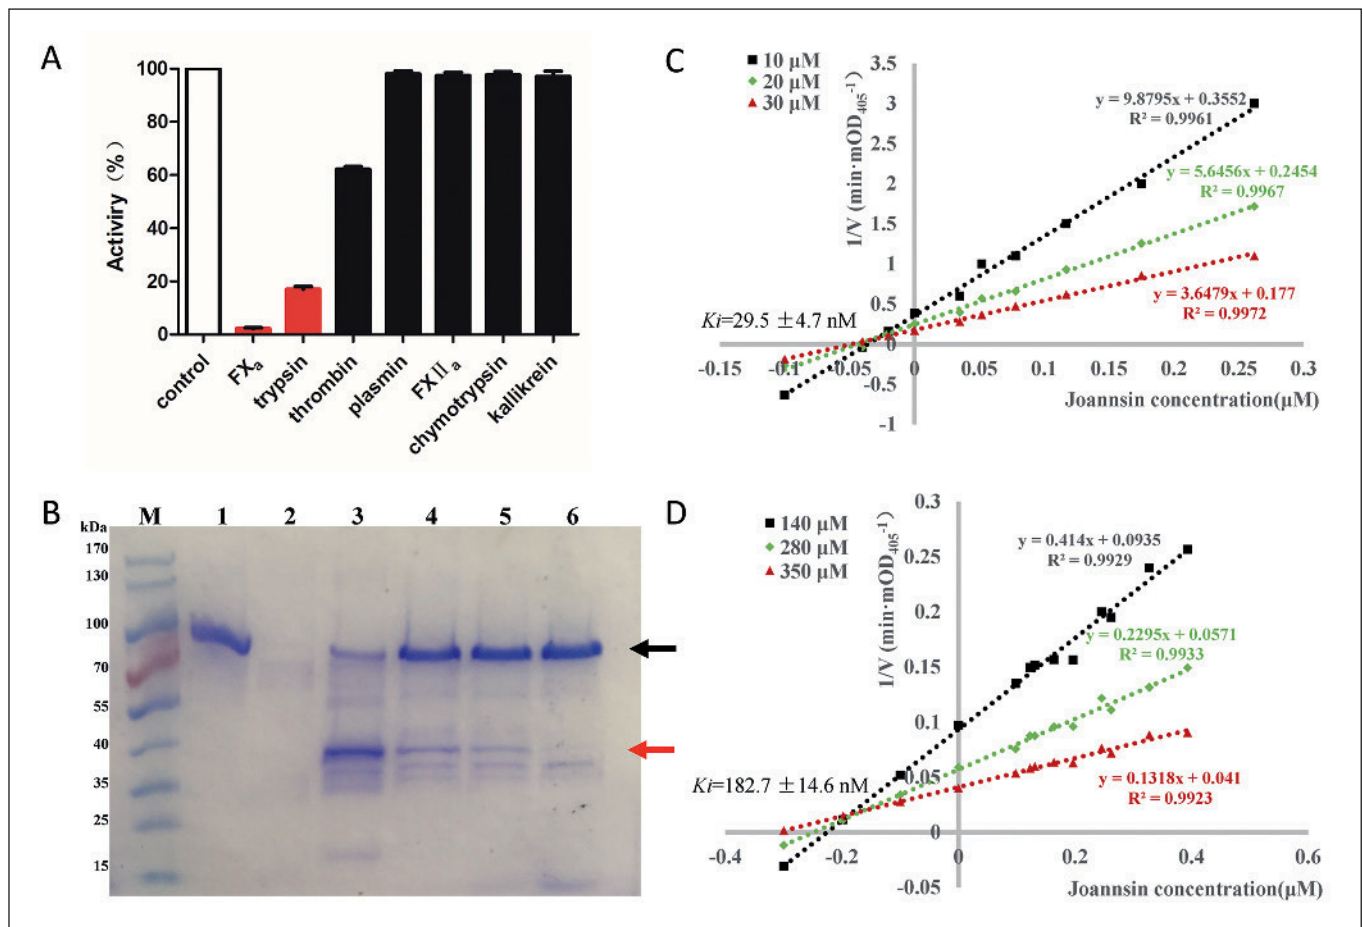 A
Activiry (%)
100
80
60
40
20
0
control
FXa
trypsin
thrombin
plasmin
FXⅡa
chymotrypsin
kallikrein
B
M 1 2 3 4 5 6
kDa
170
130
100
70
55
40
35
25
15
C
10 μM
20 μM
30 μM
1/V (min·mOD405-1)
3.5
3
2
1.5
1
0.5
0
-0.5
-1
y = 9.8795x + 0.3552
R² = 0.9961
y = 5.6456x + 0.2454
R² = 0.9967
y = 3.6479x + 0.177
R² = 0.9972
Ki=29.5 ±4.7 nM
-0.15 -0.1 -0.05 0 0.05 0.1 0.15 0.2 0.25 0.3
Joannsin concentration(μM)
D
140 μM
280 μM
350 μM
1/V (min·mOD405-1)
0.3
0.25
0.2
0.15
0.1
0.05
0
-0.05
y = 0.414x + 0.0935
R² = 0.9929
y = 0.2295x + 0.0571
R² = 0.9933
y = 0.1318x + 0.041
R² = 0.9923
Ki=182.7 ±14.6 nM
-0.4 -0.2 0 0.2 0.4 0.6
Joannsin concentration(μM)